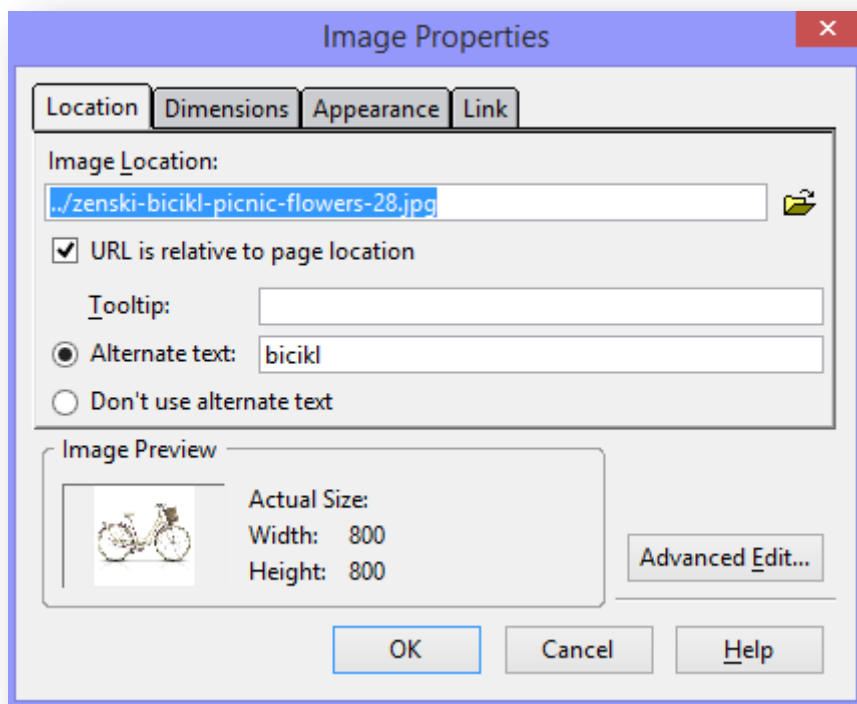 Image Properties
Location Dimensions Appearance Link
Image Location:
../zenski-bicikl-picnic-flowers-28.jpg
URL is relative to page location
Tooltip:
Alternate text: bicikl
Don't use alternate text
Image Preview
Actual Size:
Width: 800
Height: 800
Advanced Edit...
OK Cancel Help